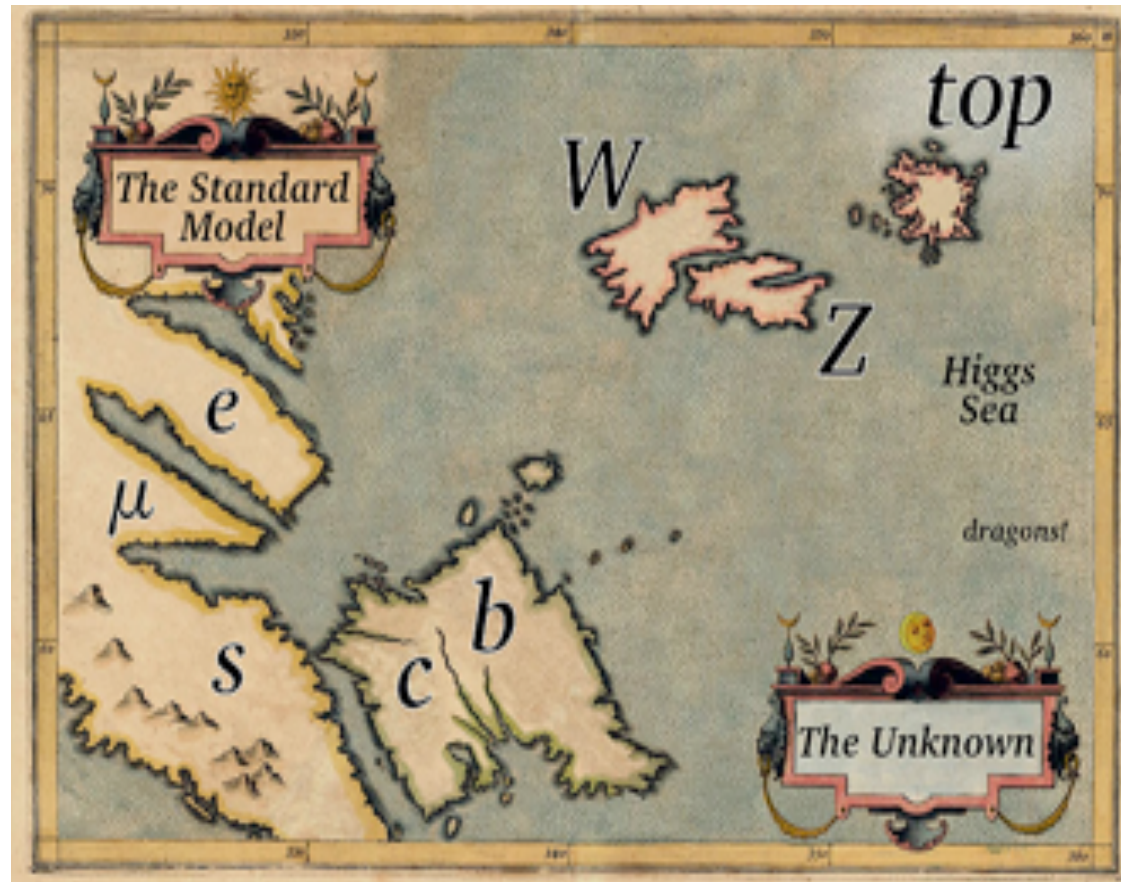 top
W
The Standard
Model
Z
Higgs
Sea
e
μ
dragons!
b
c
s
The Unknown